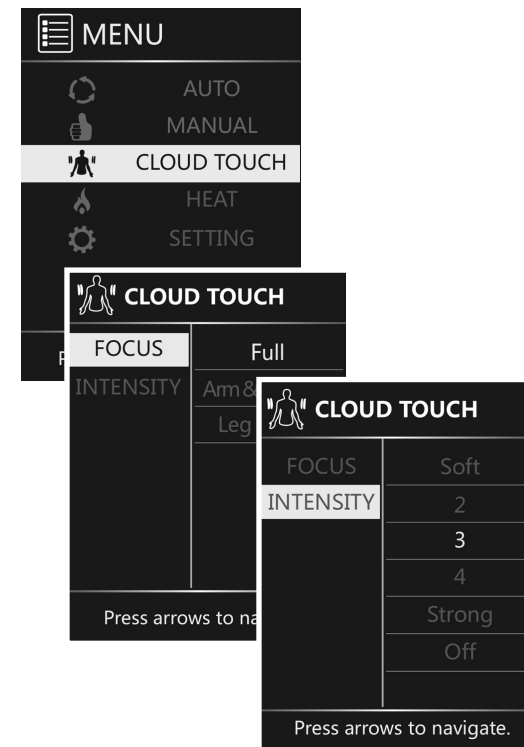 MENU
AUTO
MANUAL
CLOUD TOUCH
HEAT
SETTING
CLOUD TOUCH
FOCUS
Full
INTENSITY
Arm &
Leg
Press arrows to
CLOUD TOUCH
FOCUS
Soft
INTENSITY
2
3
4
Strong
Off
Press arrows to navigate.